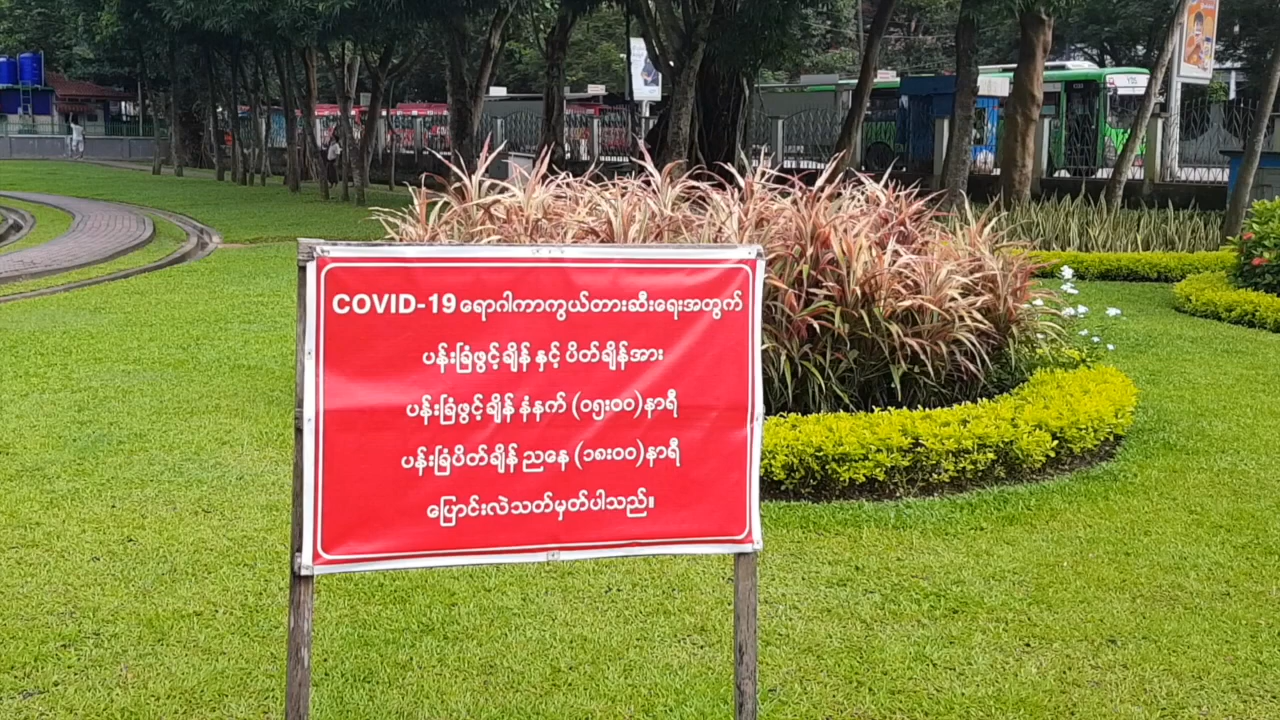 COVID-19 ရောဂါကာကွယ်တားဆီးရေးအတွက်
ပန်းခြံဖွင့်ချိန် နှင့် ပိတ်ချိန်အား
ပန်းခြံဖွင့်ချိန် နံနက် (၀၅း၀၀) နာရီ
ပန်းခြံပိတ်ချိန် ညနေ (၁၈း၀၀) နာရီ
ပြောင်းလဲသတ်မှတ်ပါသည်။
YBS